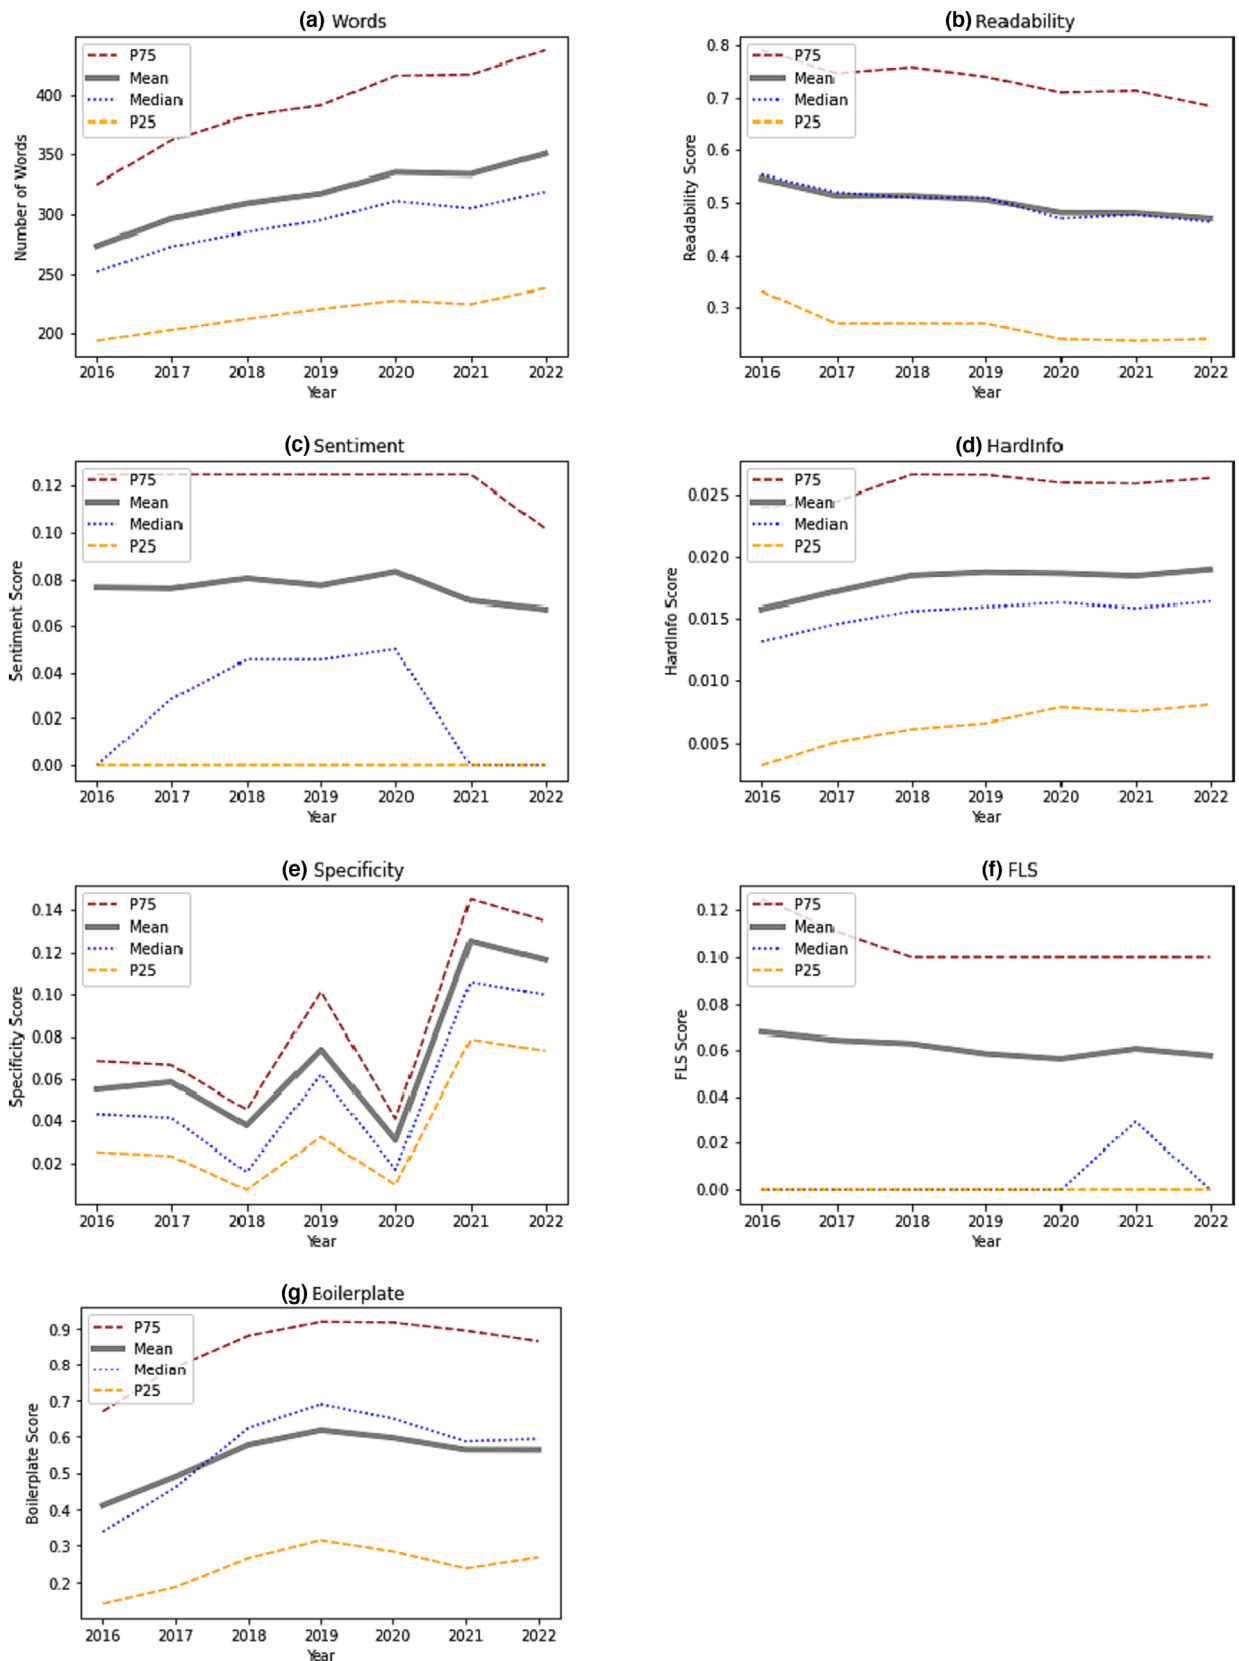 (a) Words
P75
Mean
Median
P25
400
350
300
250
200
Number of Words
2016 2017 2018 2019 2020 2021 2022
Year
(b) Readability
P75
Mean
Median
P25
0.8
0.7
0.6
0.5
0.4
0.3
Readability Score
2016 2017 2018 2019 2020 2021 2022
Year
(c) Sentiment
P75
Mean
Median
P25
0.12
0.10
0.08
0.06
0.04
0.02
0.00
Sentiment Score
2016 2017 2018 2019 2020 2021 2022
Year
(d) HardInfo
P75
Mean
Median
P25
0.025
0.020
0.015
0.010
0.005
HardInfo Score
2016 2017 2018 2019 2020 2021 2022
Year
(e) Specificity
P75
Mean
Median
P25
0.14
0.12
0.10
0.08
0.06
0.04
0.02
Specificity Score
2016 2017 2018 2019 2020 2021 2022
Year
(f) FLS
P75
Mean
Median
P25
0.12
0.10
0.08
0.06
0.04
0.02
0.00
FLS Score
2016 2017 2018 2019 2020 2021 2022
Year
(g) Boilerplate
P75
Mean
Median
P25
0.9
0.8
0.7
0.6
0.5
0.4
0.3
0.2
Boilerplate Score
2016 2017 2018 2019 2020 2021 2022
Year